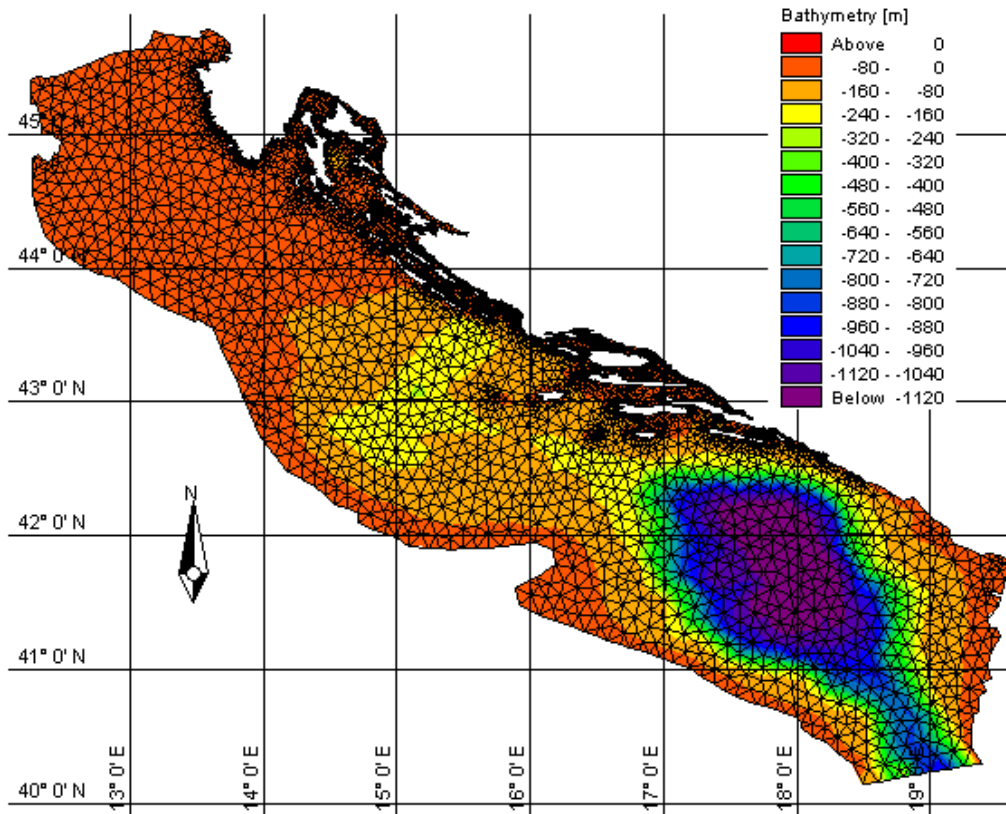 Bathymetry [m]
Above 0
-80 - 0
-160 - -80
-240 - -160
-320 - -240
-400 - -320
-480 - -400
-560 - -480
-640 - -560
-720 - -640
-800 - -720
-880 - -800
-960 - -880
-1040 - -960
-1120 - -1040
Below -1120
N
44° 0' N
43° 0' N
42° 0' N
41° 0' N
40° 0' N
13° 0' E
14° 0' E
15° 0' E
16° 0' E
17° 0' E
18° 0' E